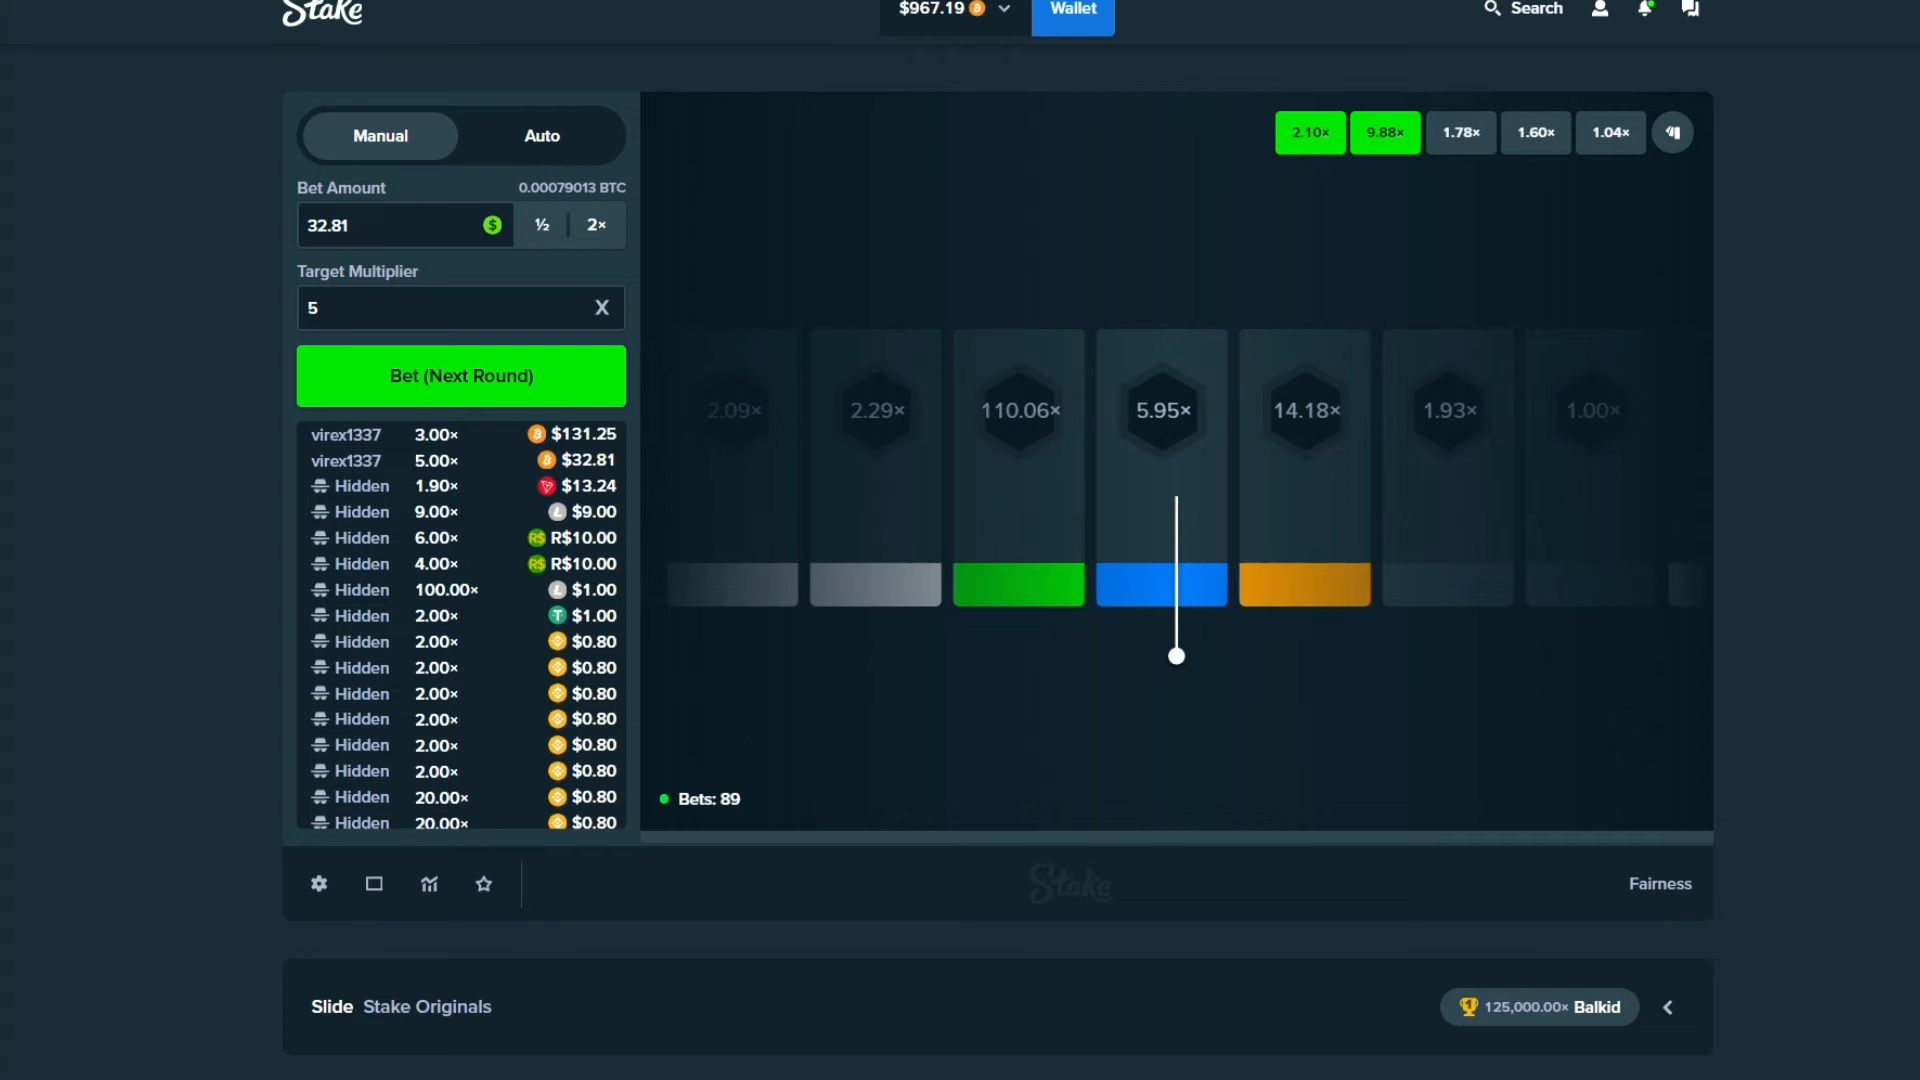 Stake
$967.19
Wallet
Search
Manual
Auto
2.10×
9.88×
1.78×
1.60×
1.04×
Bet Amount
0.00079013 BTC
32.81
½
2×
Target Multiplier
5
X
Bet (Next Round)
2.09×
2.29×
110.06×
5.95×
14.18×
1.93×
1.00×
virex1337 3.00× $131.25
virex1337 5.00× $32.81
Hidden 1.90× $13.24
Hidden 9.00× Ł $9.00
Hidden 6.00× R$ R$10.00
Hidden 4.00× R$ R$10.00
Hidden 100.00× Ł $1.00
Hidden 2.00× $1.00
Hidden 2.00× $0.80
Hidden 2.00× $0.80
Hidden 2.00× $0.80
Hidden 2.00× $0.80
Hidden 2.00× $0.80
Hidden 2.00× $0.80
Hidden 20.00× $0.80
Hidden 20.00× $0.80
Bets: 89
Stake
Fairness
Slide Stake Originals
125,000.00× Balkid